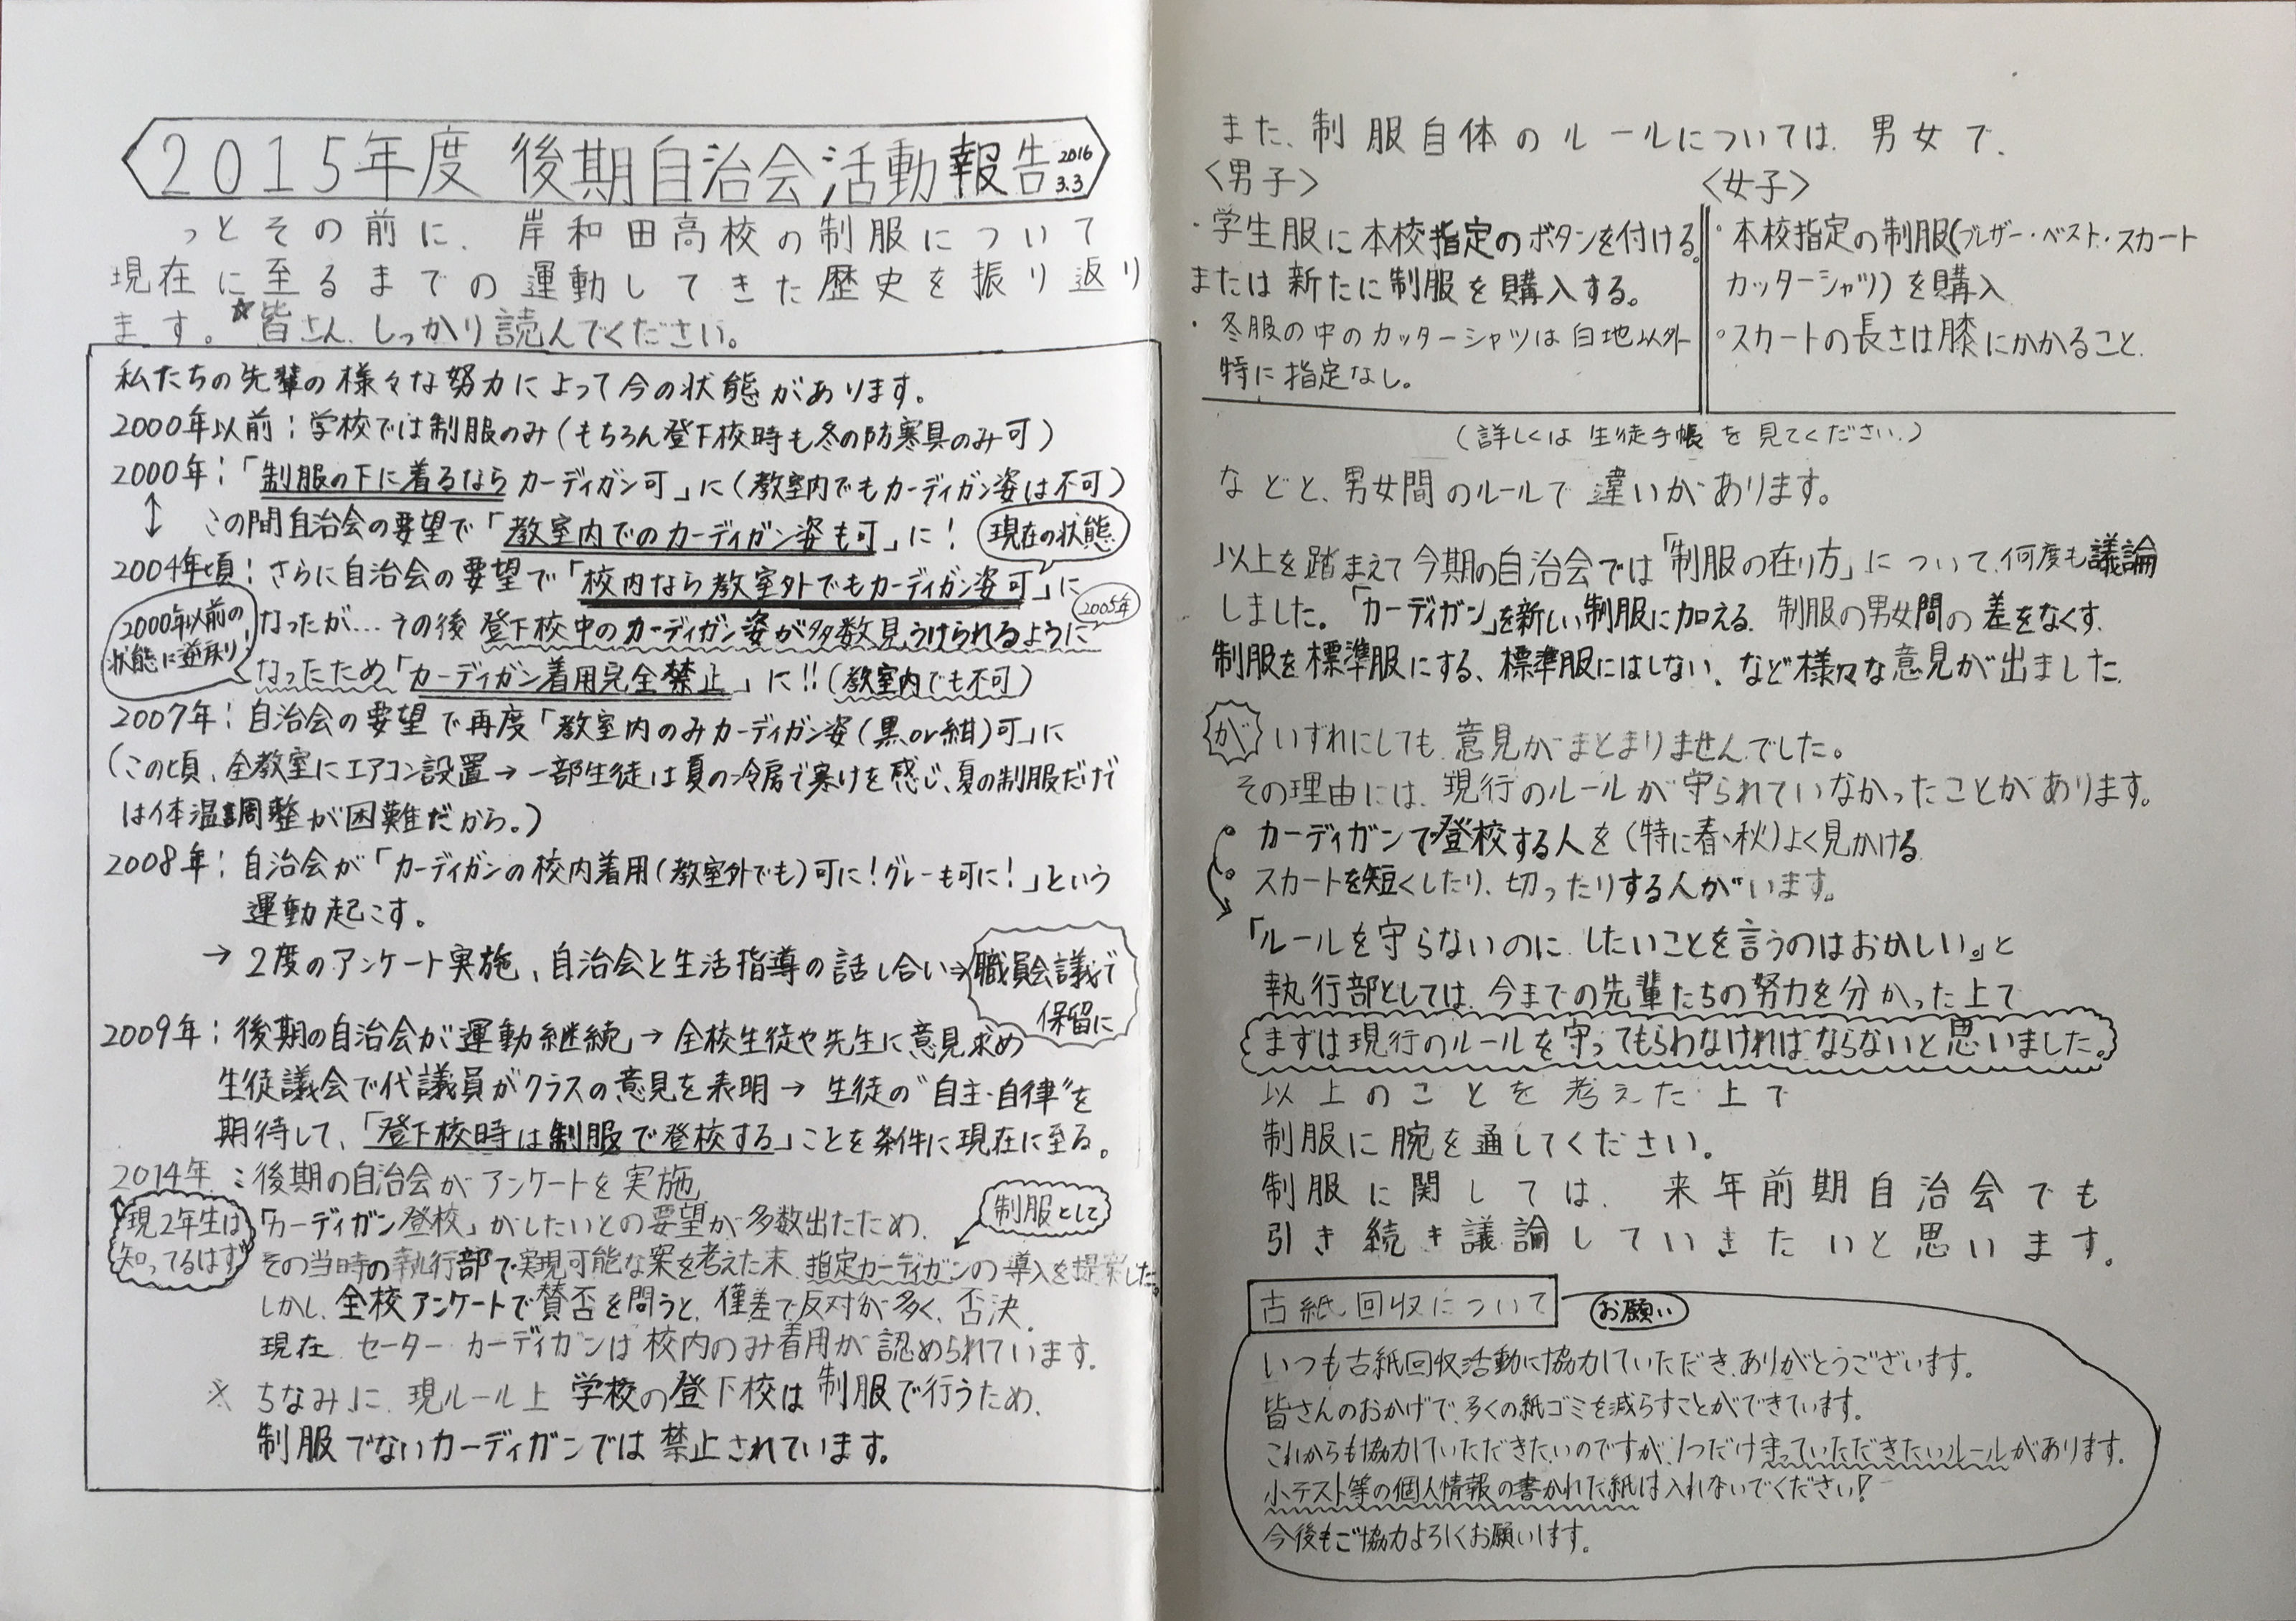 2015年度 後期自治会活動報告 2016 3.3
っとその前に、岸和田高校の制服について
現在に至るまでの運動してきた歴史を振り返り
ます。☆皆さん、しっかり読んでください。
私たちの先輩の様々な努力によって今の状態があります。
2000年以前：学校では制服のみ(もちろん登下校時も冬の防寒具のみ可)
2000年：「制服の下に着るならカーディガン可」に(教室内でもカーディガン姿は不可)
↕ この間自治会の要望で「教室内でのカーディガン姿も可」に！ 現在の状態
2004年頃：さらに自治会の要望で「校内なら教室外でもカーディガン姿可」に
なったが…その後 登下校中のカーディガン姿が多数見うけられるように 2005年
なったため「カーディガン着用完全禁止」に!!(教室内でも不可)
2000年以前の
状態に逆戻り
2007年：自治会の要望で再度「教室内のみカーディガン姿(黒or紺)可」に
(この頃、全教室にエアコン設置→一部生徒は夏の冷房で寒けを感じ、夏の制服だけで
は体温調整が困難だから。)
2008年：自治会が「カーディガンの校内着用(教室外でも)可に！グレーも可に！」という
運動起こす。
→2度のアンケート実施、自治会と生活指導の話し合い⇒職員会議で
保留に
2009年：後期の自治会が運動継続→全校生徒や先生に意見求め
生徒議会で代議員がクラスの意見を表明→生徒の“自主・自律”を
期待して、「登下校時は制服で登校する」ことを条件に現在に至る。
2014年：後期の自治会がアンケートを実施
「カーディガン登校」がしたいとの要望が多数出たため、
制服として
その当時の執行部で実現可能な案を考えた末、指定カーディガンの導入を提案した。
現2年生は
知ってるはず
しかし、全校アンケートで賛否を問うと、僅差で反対が多く、否決、
現在、セーター・カーディガンは校内のみ着用が認められています。
※ちなみに、現ルール上 学校の登下校は制服で行うため、
制服でないカーディガンでは禁止されています。
また、制服自体のルールについては、男女で、
〈男子〉
・学生服に本校指定のボタンを付ける。
または新たに制服を購入する。
・冬服の中のカッターシャツは白地以外
特に指定なし。
〈女子〉
・本校指定の制服(ブレザー・ベスト・スカート
カッターシャツ)を購入
・スカートの長さは膝にかかること、
(詳しくは生徒手帳を見てください。)
などと、男女間のルールで違いがあります。
以上を踏まえて今期の自治会では「制服の在り方」について、何度も議論
しました。「カーディガン」を新しい制服に加える、制服の男女間の差をなくす、
制服を標準服にする、標準服にはしない、など様々な意見が出ました。
が いずれにしても、意見がまとまりませんでした。
その理由には、現行のルールが守られていなかったことがあります。
カーディガンで登校する人を(特に春、秋)よく見かける
スカートを短くしたり、切ったりする人がいます。
「ルールを守らないのに、したいことを言うのはおかしい。」と
執行部としては、今までの先輩たちの努力を分かった上で
まずは現行のルールを守ってもらわなければならないと思いました。
以上のことを考えた上で
制服に腕を通してください。
制服に関しては、来年前期自治会でも
引き続き議論していきたいと思います。
古紙回収について お願い
いつも古紙回収活動に協力していただき、ありがとうございます。
皆さんのおかげで、多くの紙ゴミを減らすことができています。
これからも協力していただきたいのですが、1つだけ守っていただきたいルールがあります。
小テスト等の個人情報の書かれた紙は入れないでください！
今後もご協力よろしくお願いします。